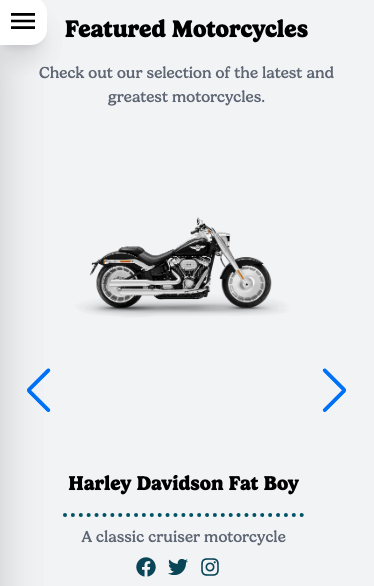 Featured Motorcycles
Check out our selection of the latest and
greatest motorcycles.
Harley Davidson Fat Boy
A classic cruiser motorcycle